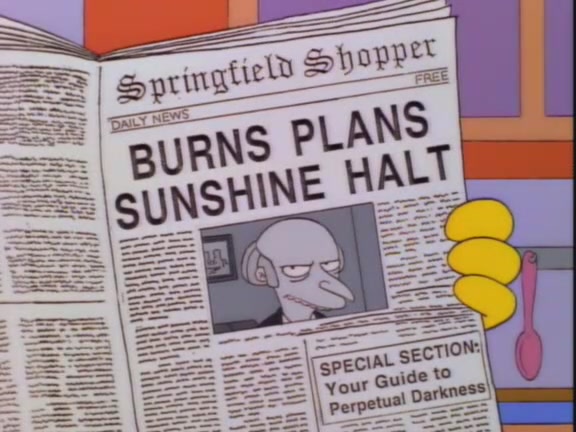 Springfield Shopper
DAILY NEWS
FREE
BURNS PLANS
SUNSHINE HALT
SPECIAL SECTION:
Your Guide to
Perpetual Darkness